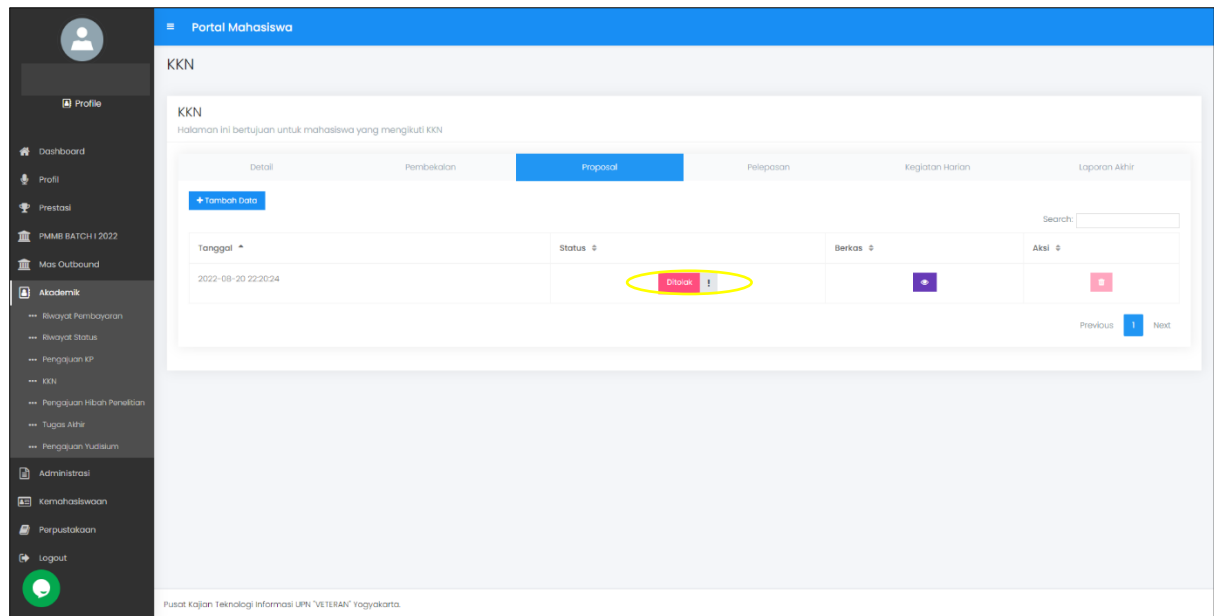 Portal Mahasiswa
Profile
Dashboard
Profil
Prestasi
PMMB BATCH I 2022
Mas Outbound
Akademik
Riwayat Pembayaran
Riwayat Status
Pengajuan KP
KKN
Pengajuan Hibah Penelitian
Tugas Akhir
Pengajuan Yudisium
Administrasi
Kemahasiswaan
Perpustakaan
Logout
KKN
KKN
Halaman ini bertujuan untuk mahasiswa yang mengikuti KKN
Detail Pembekalan Proposal Pelepasan Kegiatan Harian Laporan Akhir
+ Tambah Data
Search:
Tanggal Status Berkas Aksi
2022-08-20 22:20:24 Ditolak !
Previous 1 Next
Pusat Kajian Teknologi Informasi UPN "VETERAN" Yogyakarta.